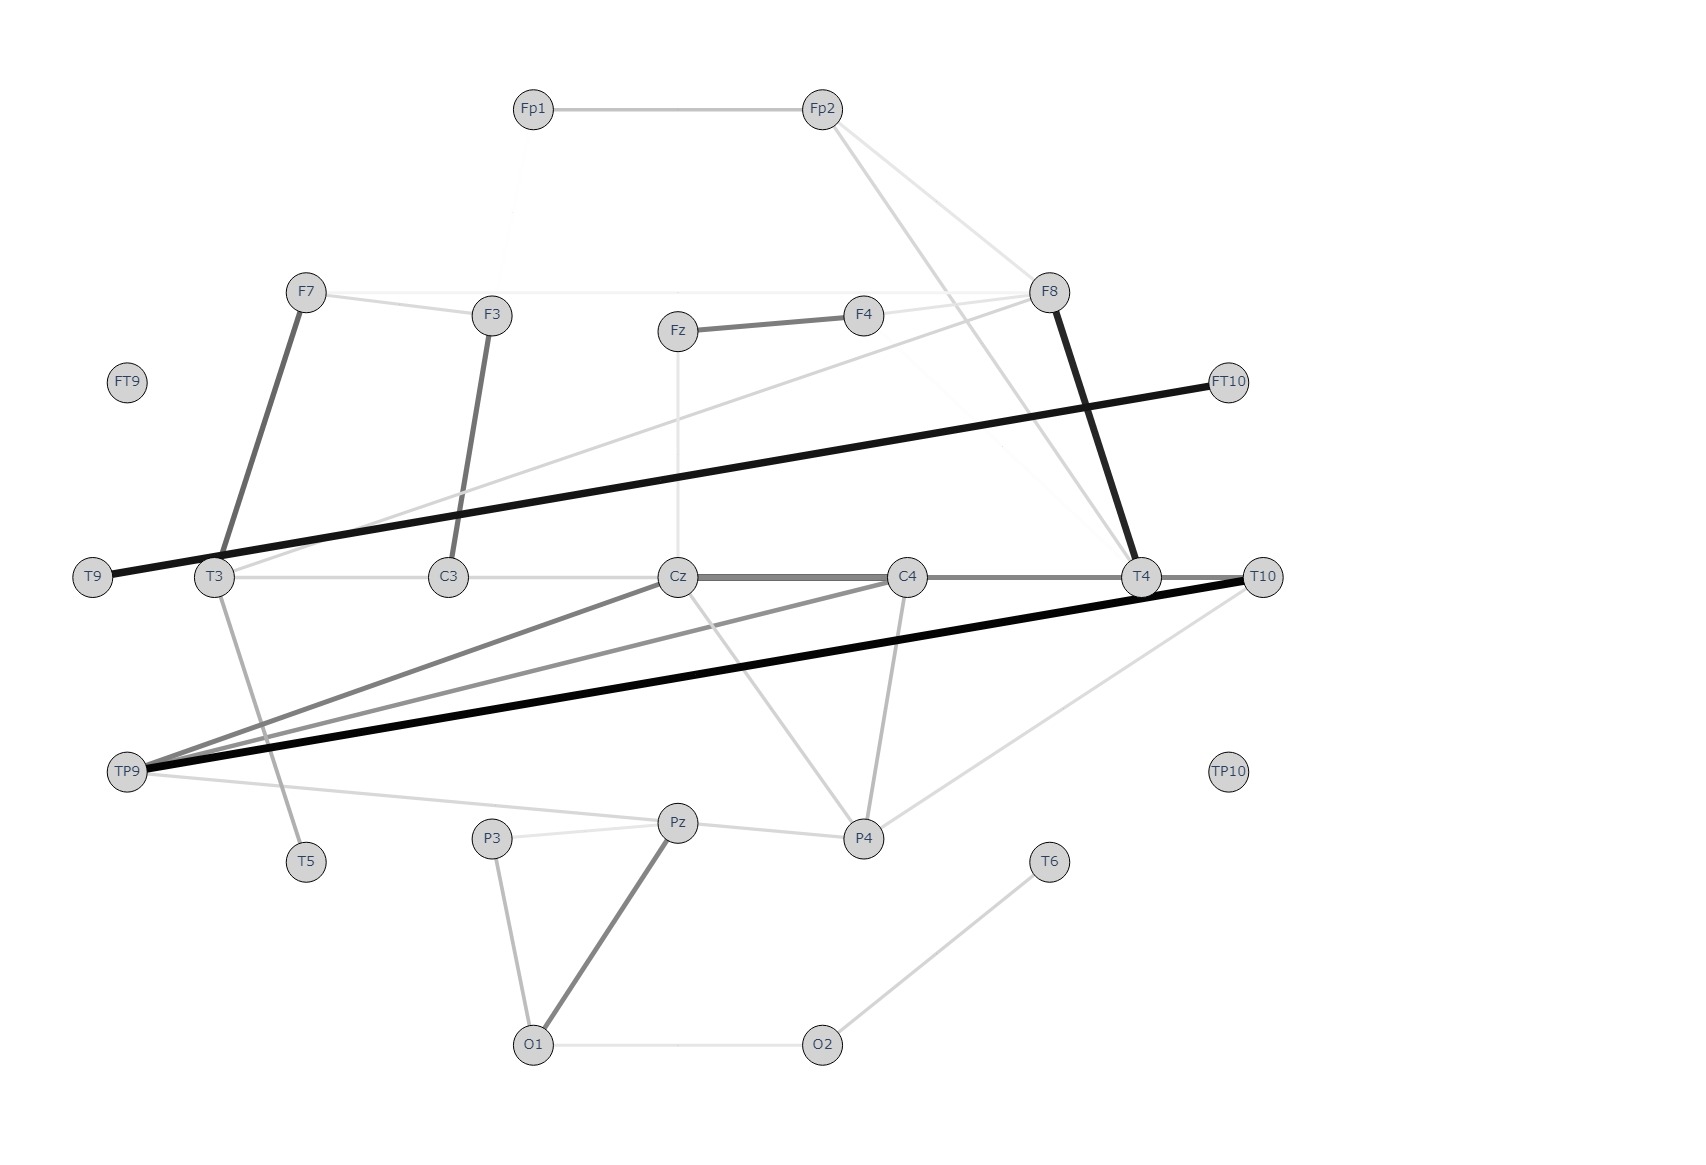 Fp1 Fp2
F7 F3 Fz F4 F8
FT9 FT10
T9 T3 C3 Cz C4 T4 T10
TP9 TP10
T5 P3 Pz P4 T6
O1 O2